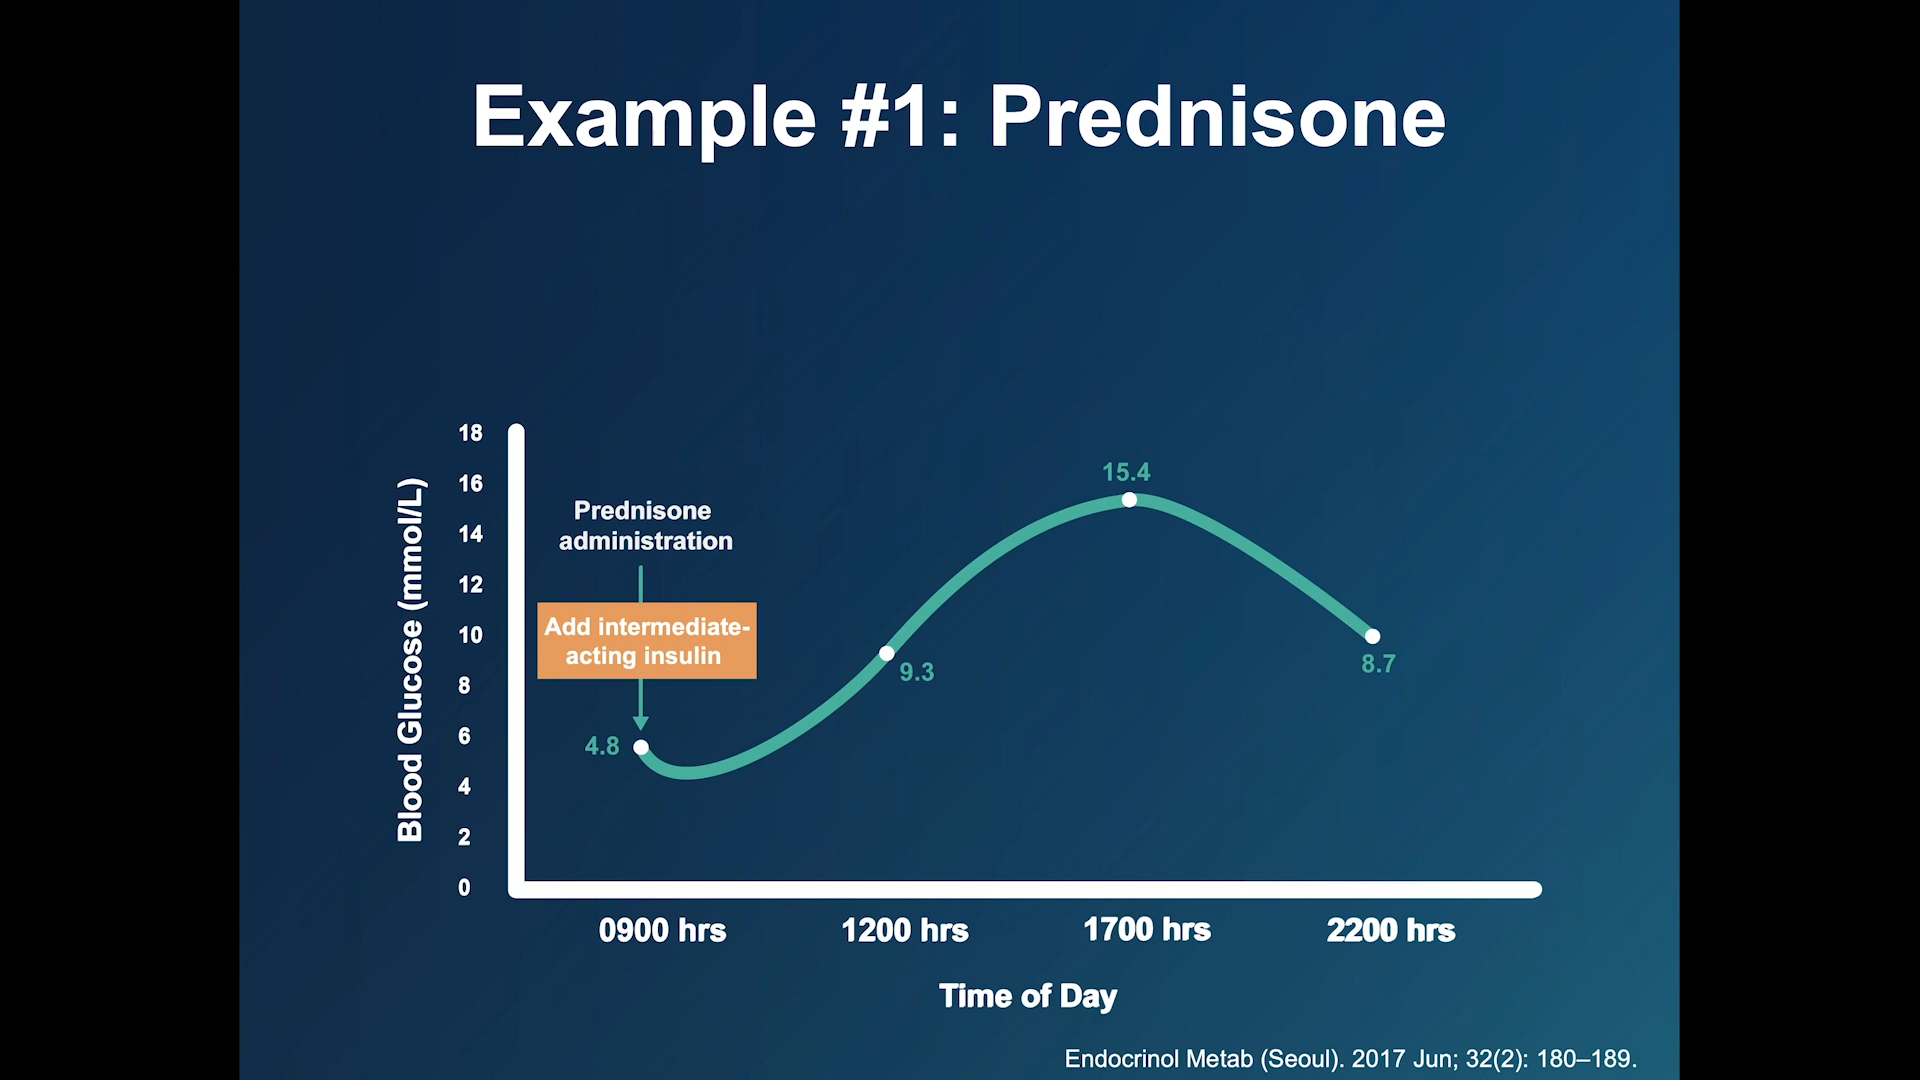 Example #1: Prednisone
18
16
14
12
10
8
6
4
2
0
Blood Glucose (mmol/L)
Prednisone
administration
Add intermediate-
acting insulin
4.8
9.3
15.4
8.7
0900 hrs
1200 hrs
1700 hrs
2200 hrs
Time of Day
Endocrinol Metab (Seoul). 2017 Jun; 32(2): 180–189.